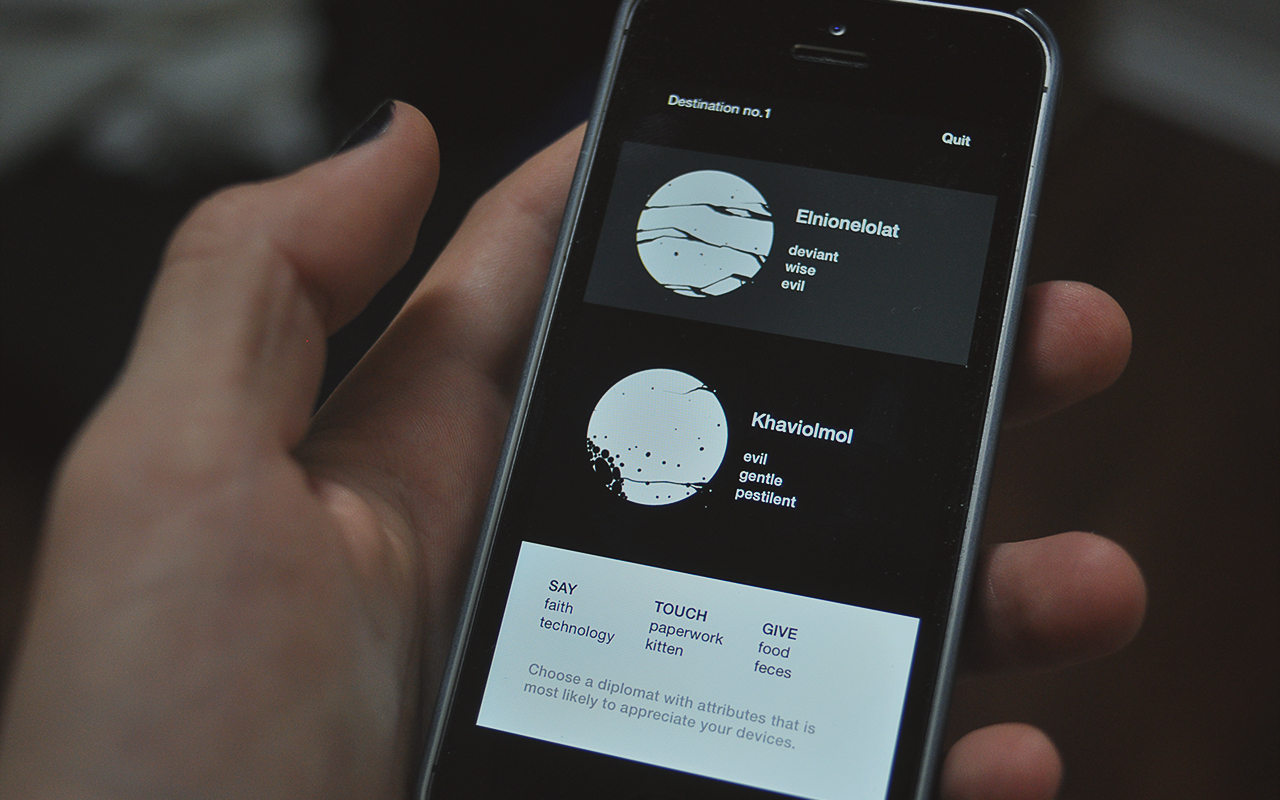 Destination no.1
Quit
Elnionelolat
deviant
wise
evil
Khaviolmol
evil
gentle
pestilent
SAY
faith
technology
TOUCH
paperwork
kitten
GIVE
food
feces
Choose a diplomat with attributes that is
most likely to appreciate your devices.